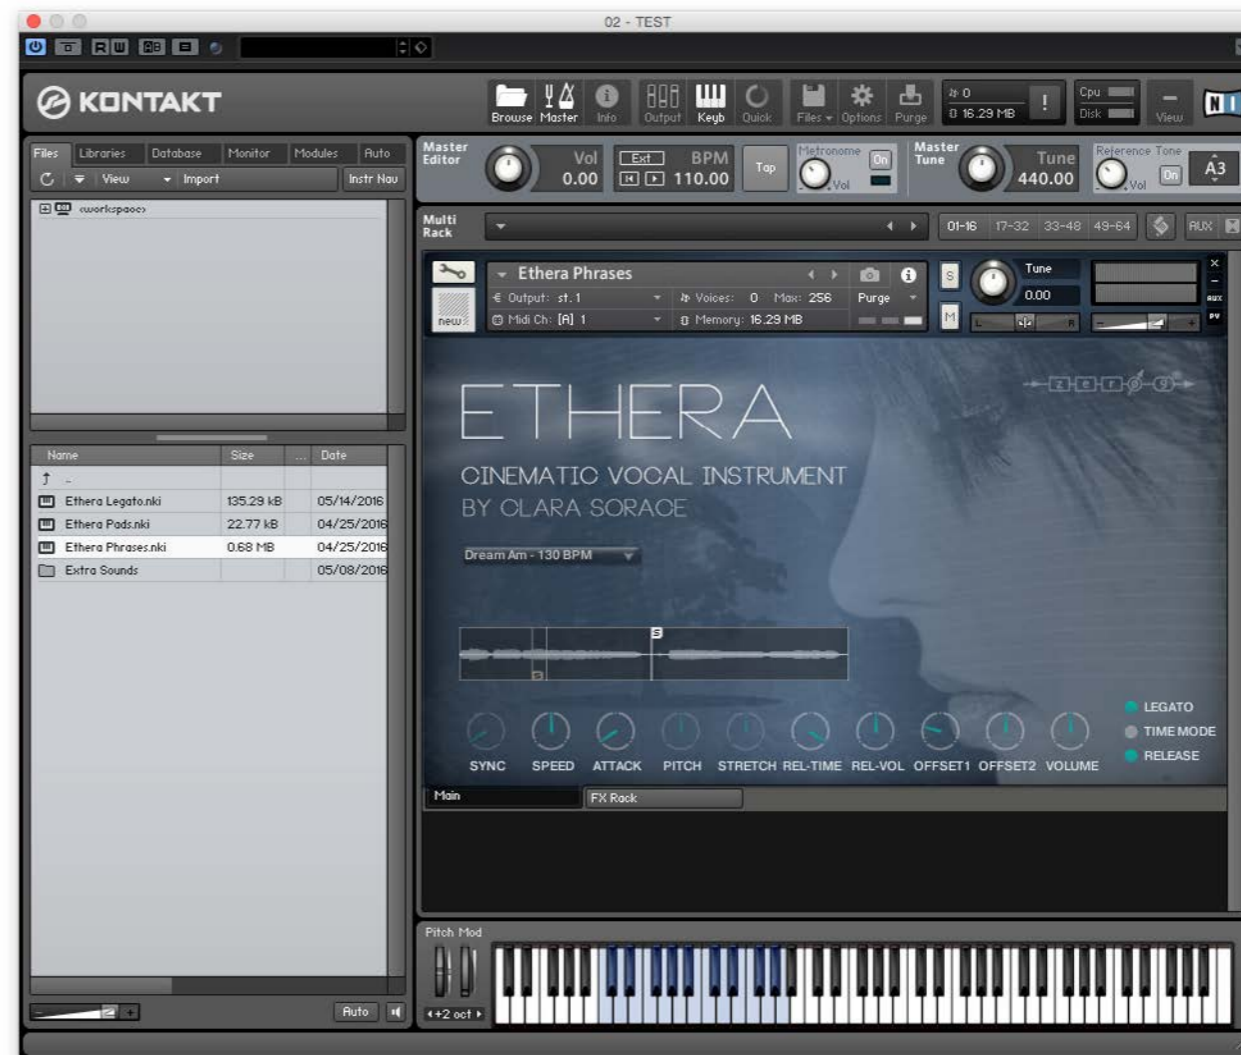 02 - TEST
R W AB
KONTAKT
Browse Master Info Output Keyb Quick Files Options Purge
0
16.29 MB
!
Cpu
Disk
View
N I
Files Libraries Database Monitor Modules Auto
View Import Instr Nav
<workspace>
Master Editor
Vol
0.00
Ext BPM
110.00
Tap
Metronome
On
Vol
Master Tune
Tune
440.00
Reference Tone
Vol
On
A3
Multi Rack
01-16 17-32 33-48 49-64
AUX
Ethera Phrases
Output: st.1 Voices: 0 Max: 256 Purge
new
Midi Ch: [A] 1 Memory: 16.29 MB
S
M
Tune
0.00
L R
- +
×
-
AUX
PV
ETHERA
CINEMATIC VOCAL INSTRUMENT
BY CLARA SORACE
zerog
Dream Am - 130 BPM
S
S
SYNC SPEED ATTACK PITCH STRETCH REL-TIME REL-VOL OFFSET1 OFFSET2 VOLUME
LEGATO
TIME MODE
RELEASE
Main FX Rack
Name Size ... Date
..
Ethera Legato.nki 135.29 kB 05/14/2016
Ethera Pads.nki 22.77 kB 04/25/2016
Ethera Phrases.nki 0.68 MB 04/25/2016
Extra Sounds 05/08/2016
- + Auto
Pitch Mod
+2 oct